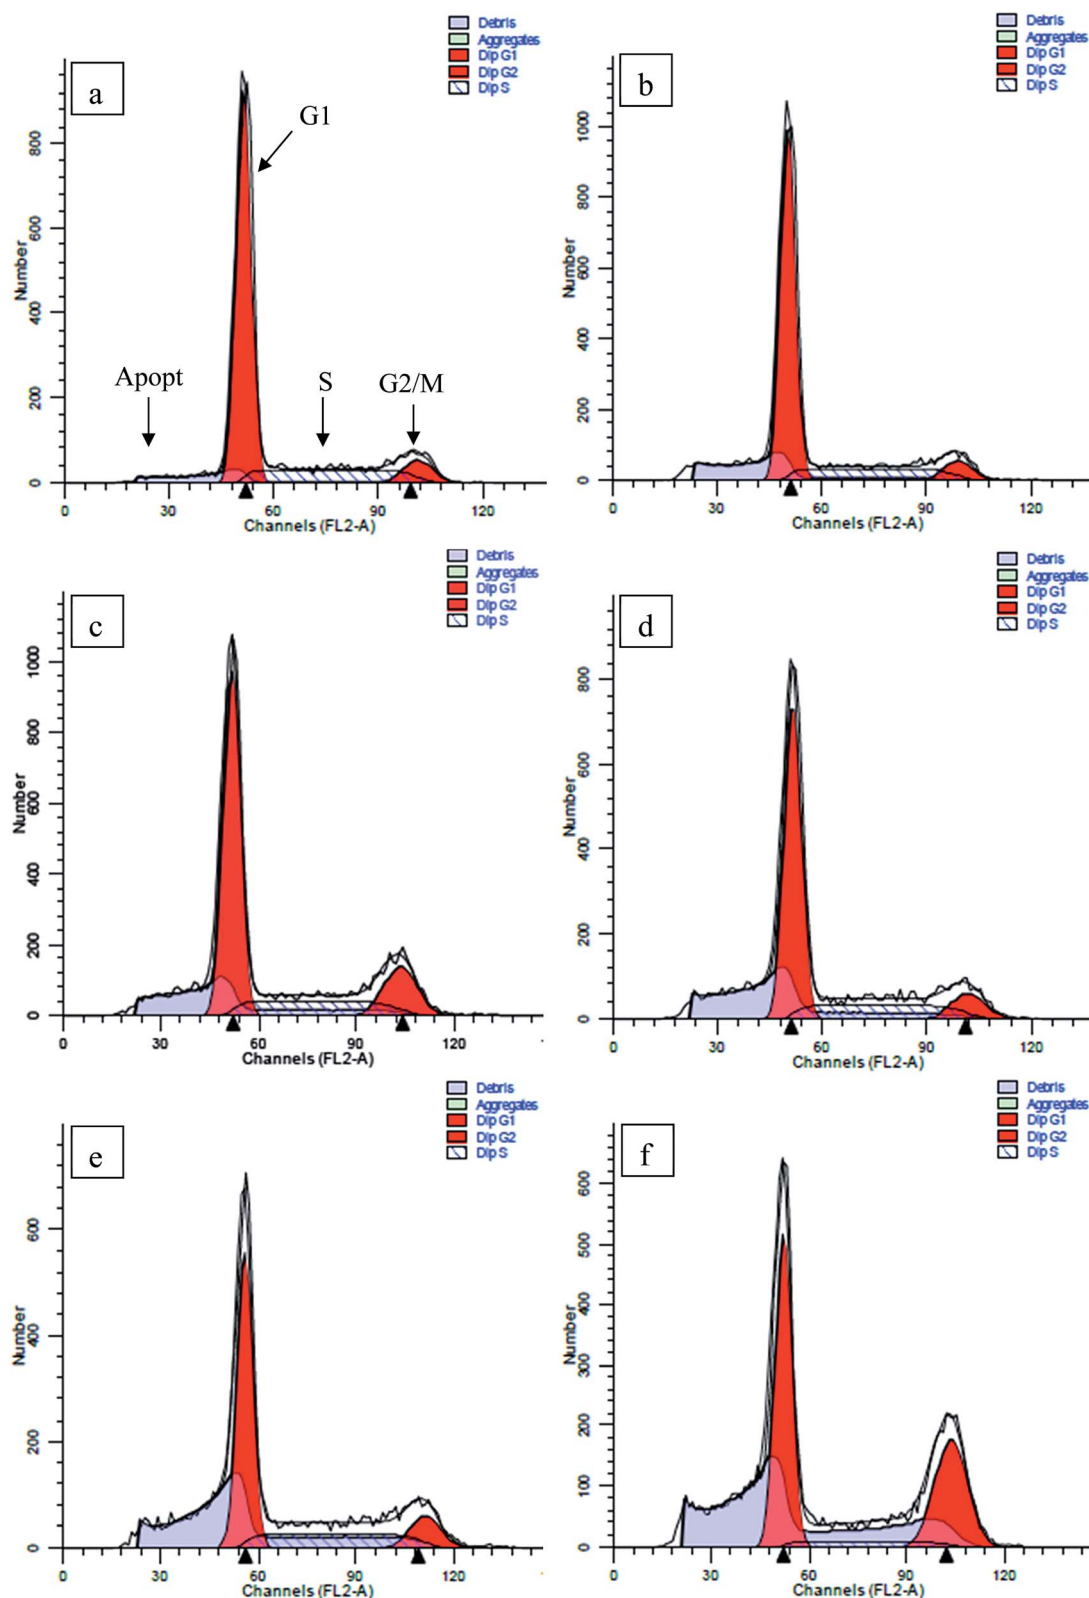 Debris
Aggregates
Dip G1
Dip G2
Dip S
a
G1
Apopt
S
G2/M
Number
0
200
400
600
800
0
30
60
90
120
Channels (FL2-A)
Debris
Aggregates
Dip G1
Dip G2
Dip S
b
Number
0
200
400
600
800
1000
0
30
60
90
120
Channels (FL2-A)
Debris
Aggregates
Dip G1
Dip G2
Dip S
c
Number
0
200
400
600
800
1000
0
30
60
90
120
Channels (FL2-A)
Debris
Aggregates
Dip G1
Dip G2
Dip S
d
Number
0
200
400
600
800
0
30
60
90
120
Channels (FL2-A)
Debris
Aggregates
Dip G1
Dip G2
Dip S
e
Number
0
200
400
600
0
30
60
90
120
Channels (FL2-A)
Debris
Aggregates
Dip G1
Dip G2
Dip S
f
Number
0
100
200
300
400
500
600
0
30
60
90
120
Channels (FL2-A)